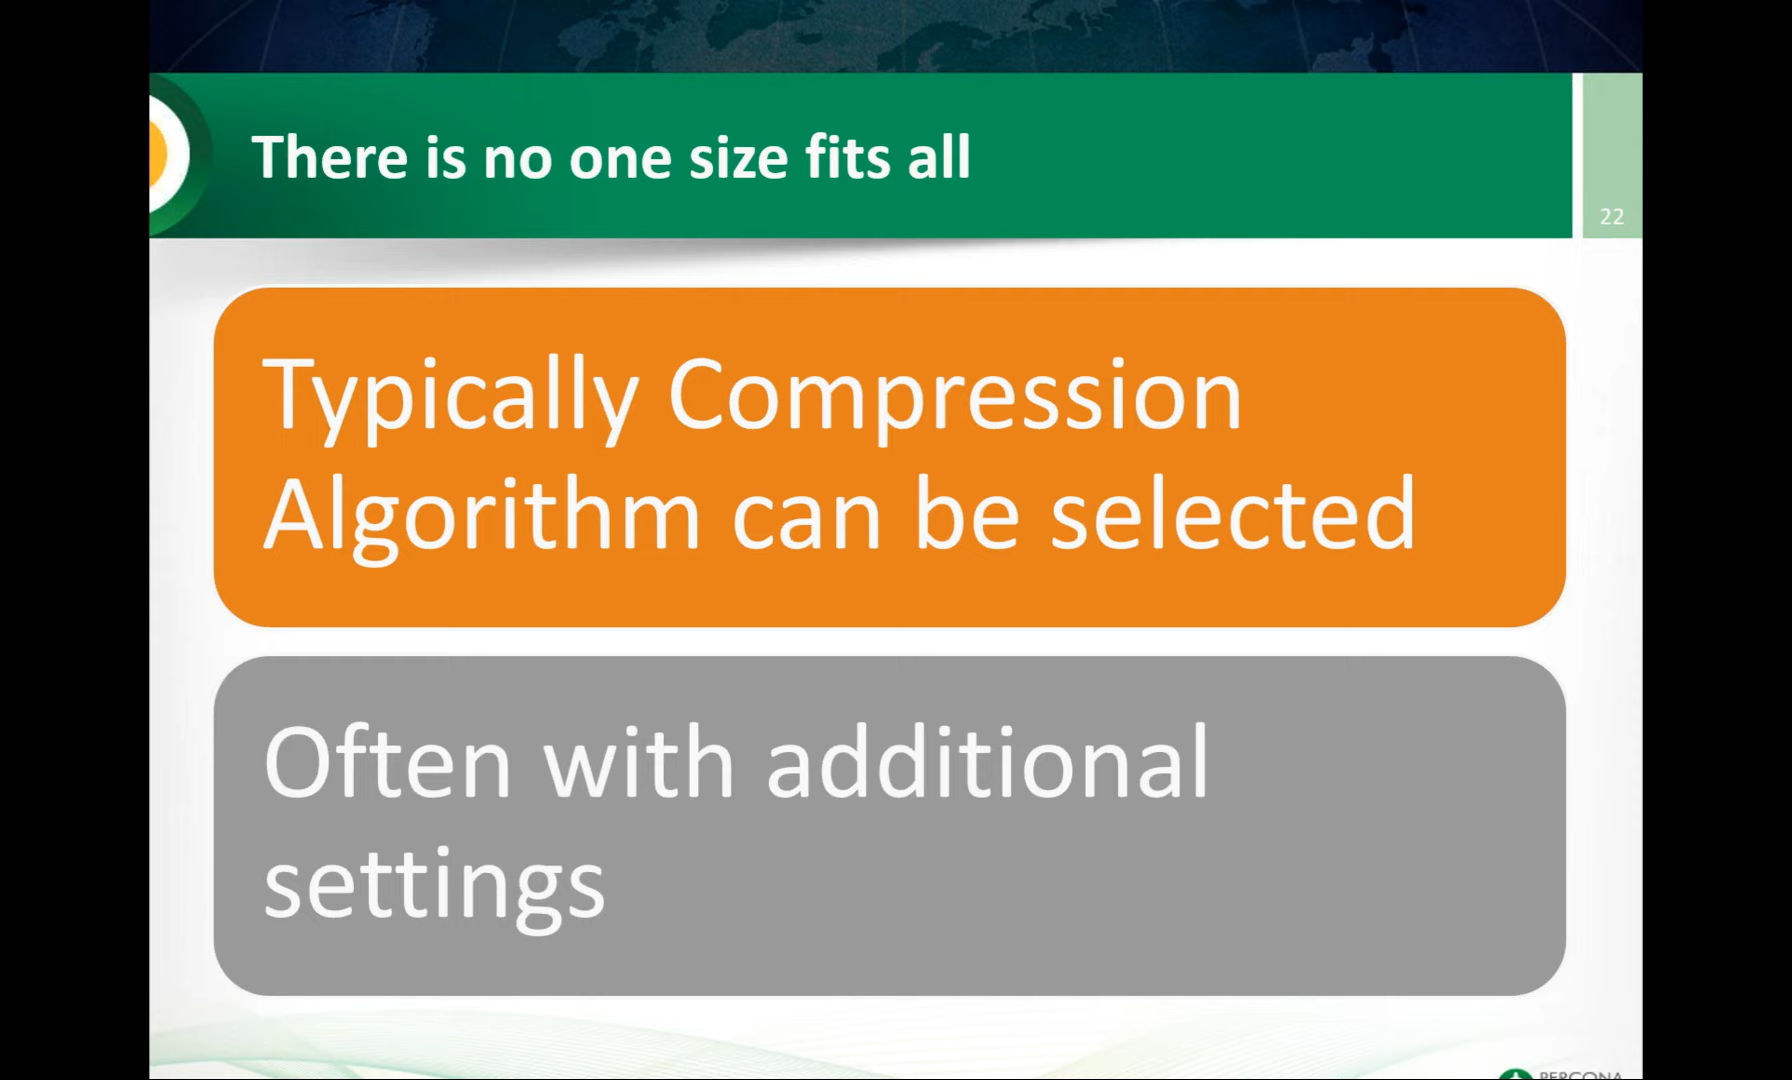 There is no one size fits all
22
Typically Compression
Algorithm can be selected
Often with additional
settings
PERCONA